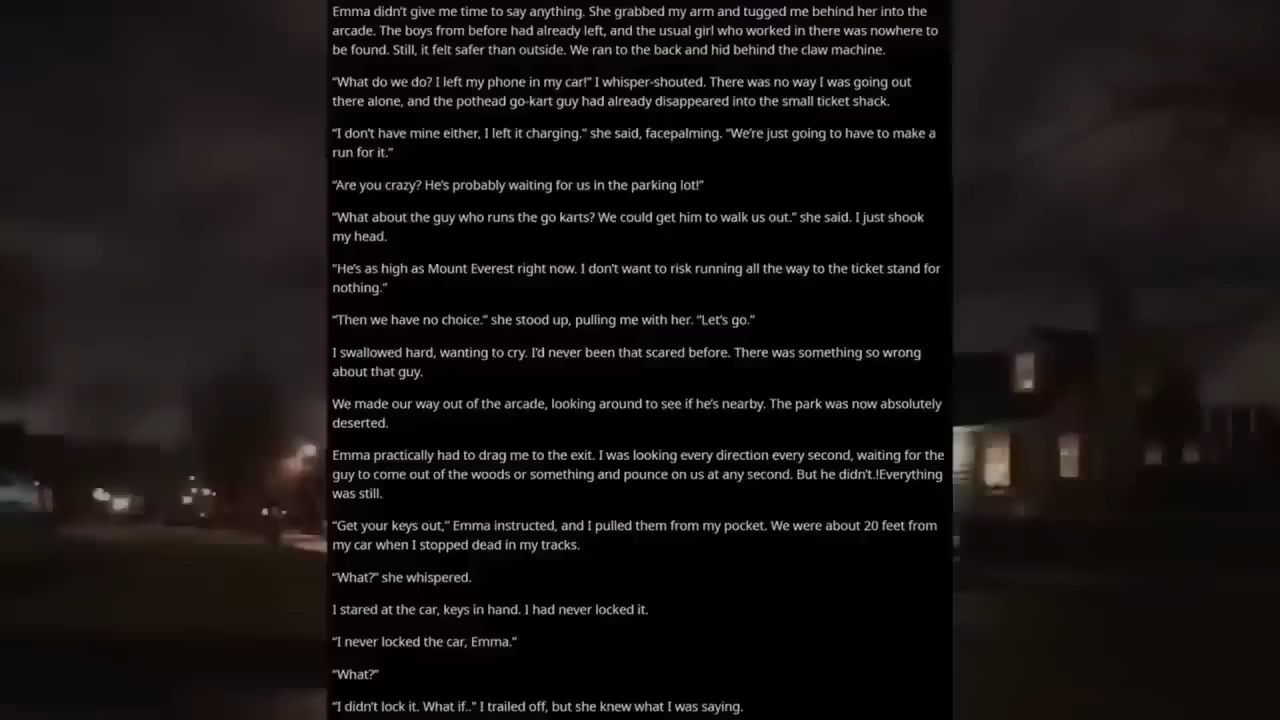 Emma didn’t give me time to say anything. She grabbed my arm and tugged me behind her into the
arcade. The boys from before had already left, and the usual girl who worked in there was nowhere to
be found. Still, it felt safer than outside. We ran to the back and hid behind the claw machine.
“What do we do? I left my phone in my car!” I whisper-shouted. There was no way I was going out
there alone, and the pothead go-kart guy had already disappeared into the small ticket shack.
“I don’t have mine either, I left it charging.” she said, facepalming. “We’re just going to have to make a
run for it.”
“Are you crazy? He’s probably waiting for us in the parking lot!”
“What about the guy who runs the go karts? We could get him to walk us out.” she said. I just shook
my head.
“He’s as high as Mount Everest right now. I don’t want to risk running all the way to the ticket stand for
nothing.”
“Then we have no choice.” she stood up, pulling me with her. “Let’s go.”
I swallowed hard, wanting to cry. I’d never been that scared before. There was something so wrong
about that guy.
We made our way out of the arcade, looking around to see if he’s nearby. The park was now absolutely
deserted.
Emma practically had to drag me to the exit. I was looking every direction every second, waiting for the
guy to come out of the woods or something and pounce on us at any second. But he didn’t.!Everything
was still.
“Get your keys out,” Emma instructed, and I pulled them from my pocket. We were about 20 feet from
my car when I stopped dead in my tracks.
“What?” she whispered.
I stared at the car, keys in hand. I had never locked it.
“I never locked the car, Emma.”
“What?”
“I didn’t lock it. What if..” I trailed off, but she knew what I was saying.